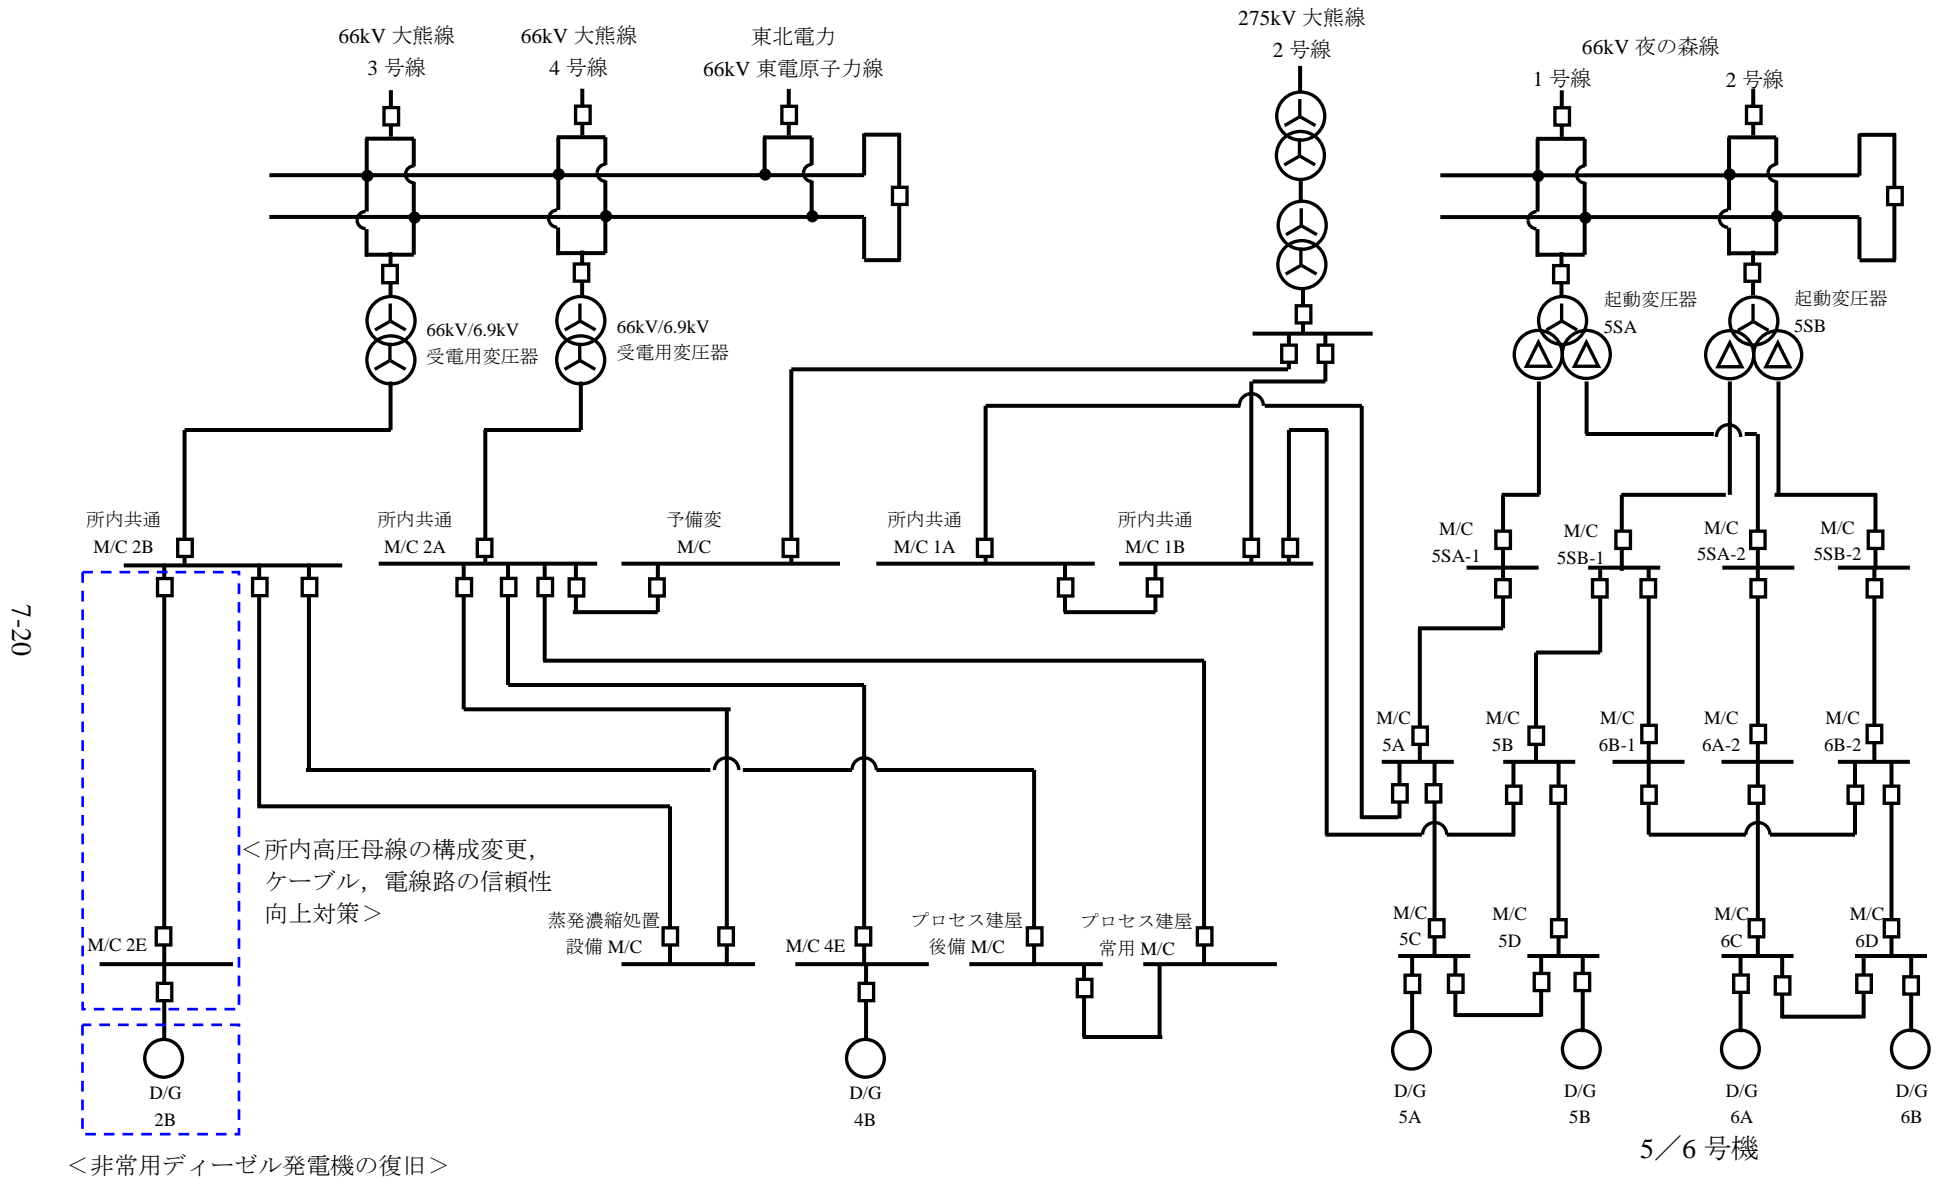 66kV 大熊線
3 号線
66kV 大熊線
4 号線
東北電力
66kV 東電原子力線
275kV 大熊線
2 号線
66kV 夜の森線
1 号線
2 号線
66kV/6.9kV
受電用変圧器
66kV/6.9kV
受電用変圧器
起動変圧器
5SA
起動変圧器
5SB
所内共通
M/C 2B
所内共通
M/C 2A
予備変
M/C
所内共通
M/C 1A
所内共通
M/C 1B
M/C
5SA-1
M/C
5SB-1
M/C
5SA-2
M/C
5SB-2
7-20
M/C
5A
M/C
5B
M/C
6B-1
M/C
6A-2
M/C
6B-2
＜所内高圧母線の構成変更，
ケーブル，電線路の信頼性
向上対策＞
M/C 2E
蒸発濃縮処置
設備 M/C
M/C 4E
プロセス建屋
後備 M/C
プロセス建屋
常用 M/C
M/C
5C
M/C
5D
M/C
6C
M/C
6D
D/G
2B
D/G
4B
D/G
5A
D/G
5B
D/G
6A
D/G
6B
5／6 号機
＜非常用ディーゼル発電機の復旧＞